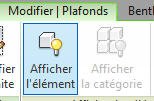 Modifier | Plafonds
Afficher
l'élément
Afficher
la catégorie